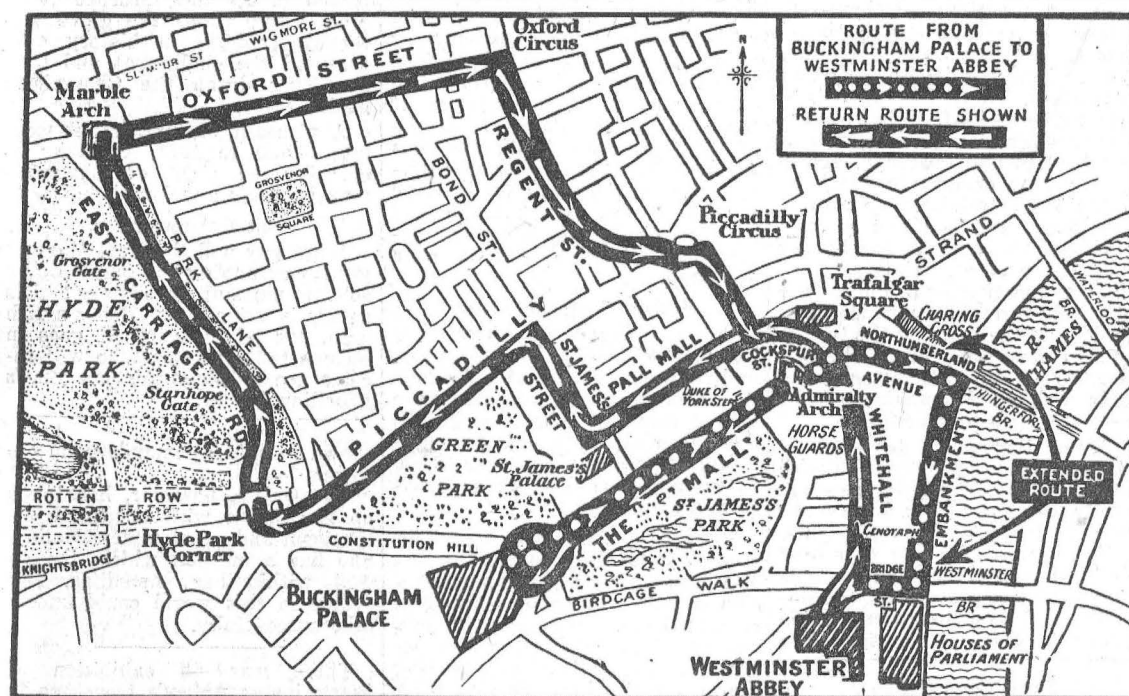 WIGMORE ST.
SEYMOUR ST
Oxford
Circus
OXFORD STREET
Marble
Arch
N
ROUTE FROM
BUCKINGHAM PALACE TO
WESTMINSTER ABBEY
RETURN ROUTE SHOWN
REGENT ST.
BOND ST.
GROSVENOR
SQUARE
EAST CARRIAGE RD.
PARK LANE
Grosvenor
Gate
HYDE
PARK
Stanhope
Gate
Piccadilly
Circus
STRAND
WATERLOO
BR.
R. THAMES
Trafalgar
Square
CHARING
CROSS
NORTHUMBERLAND
AVENUE
HUNGERFORD
BR.
COCKSPUR
ST.
PICCADILLY
ST JAMES'S
STREET
PALL MALL
DUKE OF
YORK STEPS
Admiralty
Arch
HORSE
GUARDS
WHITEHALL
EMBANKMENT
EXTENDED
ROUTE
GREEN
PARK
St. James's
Palace
THE MALL
ST JAMES'S
PARK
CENOTAPH
ROTTEN ROW
Hyde Park
Corner
KNIGHTSBRIDGE
CONSTITUTION HILL
BUCKINGHAM
PALACE
BIRDCAGE WALK
BRIDGE
ST.
WESTMINSTER
BR
HOUSES OF
PARLIAMENT
WESTMINSTER
ABBEY